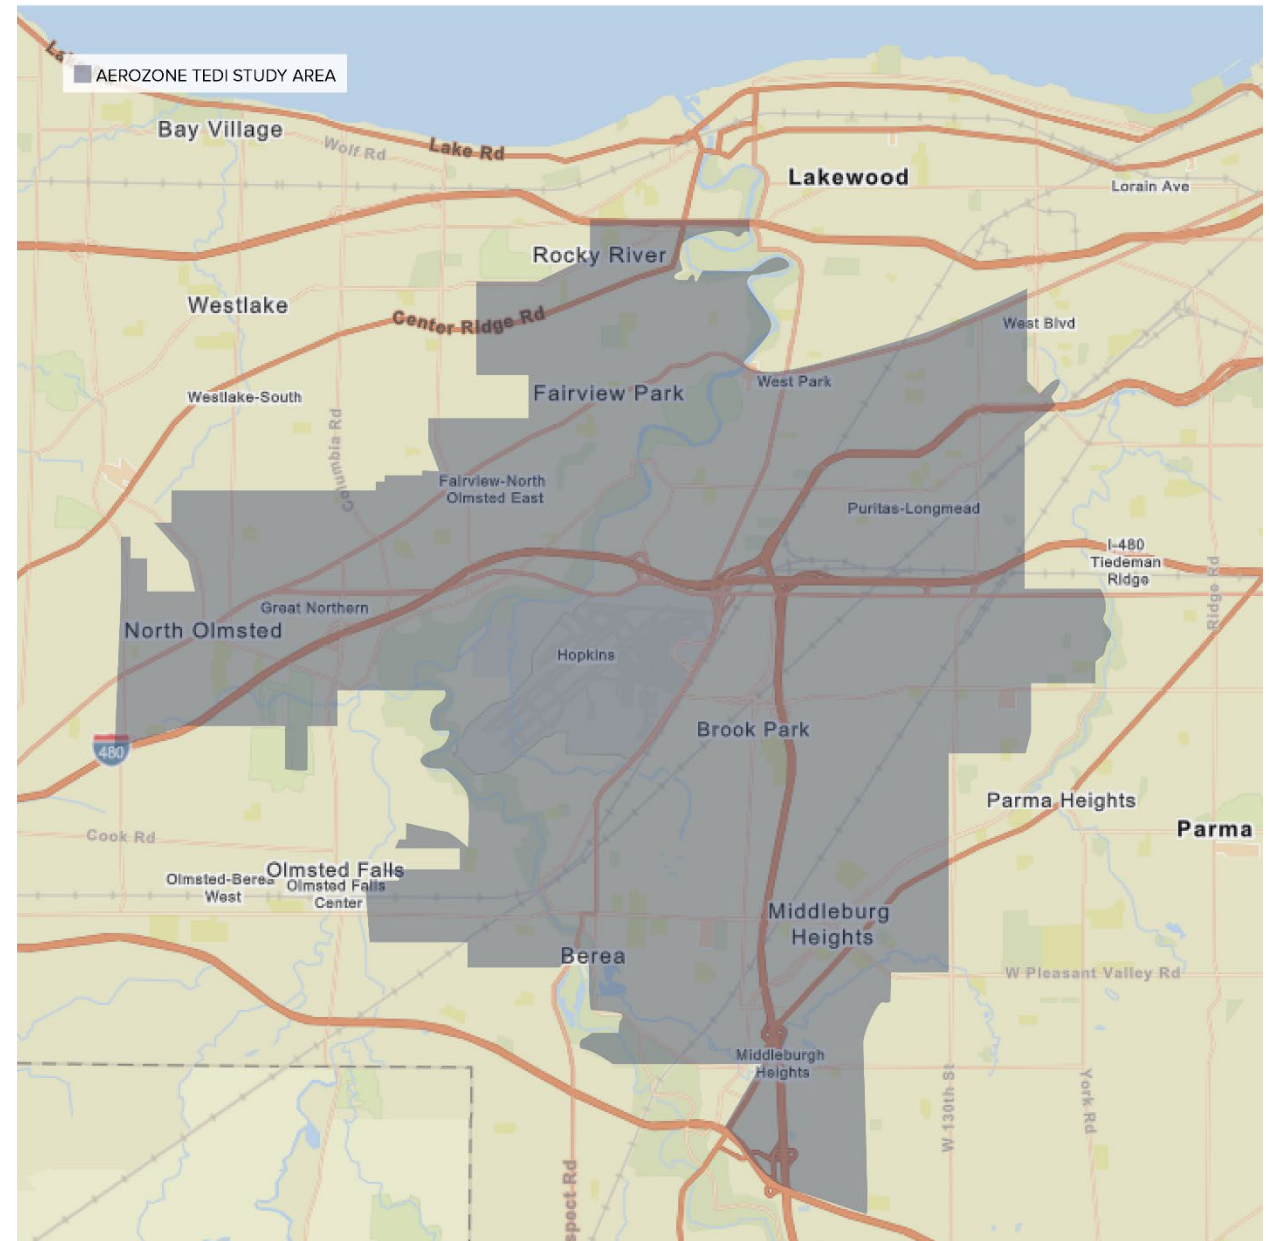 AEROZONE TEDI STUDY AREA
Bay Village
Wolf Rd
Lake Rd
Lakewood
Lorain Ave
Rocky River
Westlake
Center Ridge Rd
West Blvd
West Park
Fairview Park
Westlake-South
Columbia Rd
Fairview-North
Olmsted East
Puritas-Longmead
I-480
Tiedeman
Ridge
Ridge Rd
Great Northern
North Olmsted
Hopkins
Brook Park
480
Parma Heights
Parma
Cook Rd
Olmsted Falls
Olmsted-Berea
West
Olmsted Falls
Center
Middleburg
Heights
Berea
W Pleasant Valley Rd
Middleburgh
Heights
W 130th St
York Rd
spect Rd